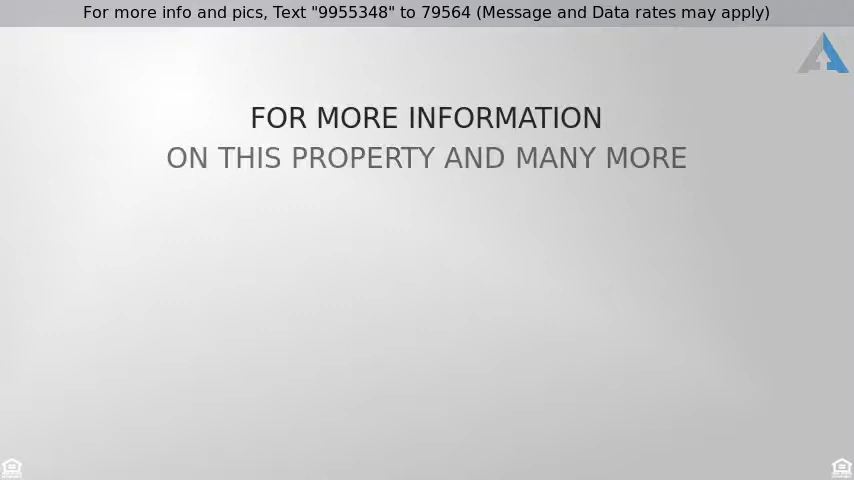 For more info and pics, Text "9955348" to 79564 (Message and Data rates may apply)
FOR MORE INFORMATION
ON THIS PROPERTY AND MANY MORE